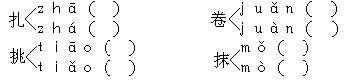 扎 zhā( ) 卷 juǎn( )
zhá( ) juàn( )
挑 tiāo( ) 抹 mǒ( )
tiǎo( ) mò( )